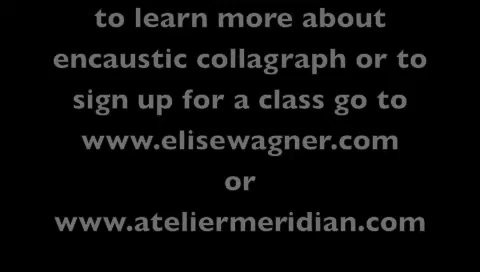 to learn more about
encaustic collagraph or to
sign up for a class go to
www.elisewagner.com
or
www.ateliermeridian.com